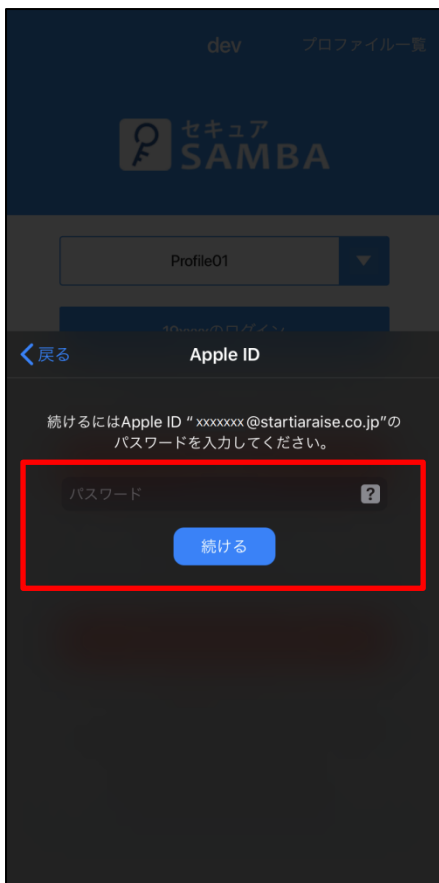 dev
プロファイル一覧
セキュア
SAMBA
Profile01
戻る
Apple ID
続けるにはApple ID “ xxxxxxx @startiaraise.co.jp”の
パスワードを入力してください。
パスワード
?
続ける